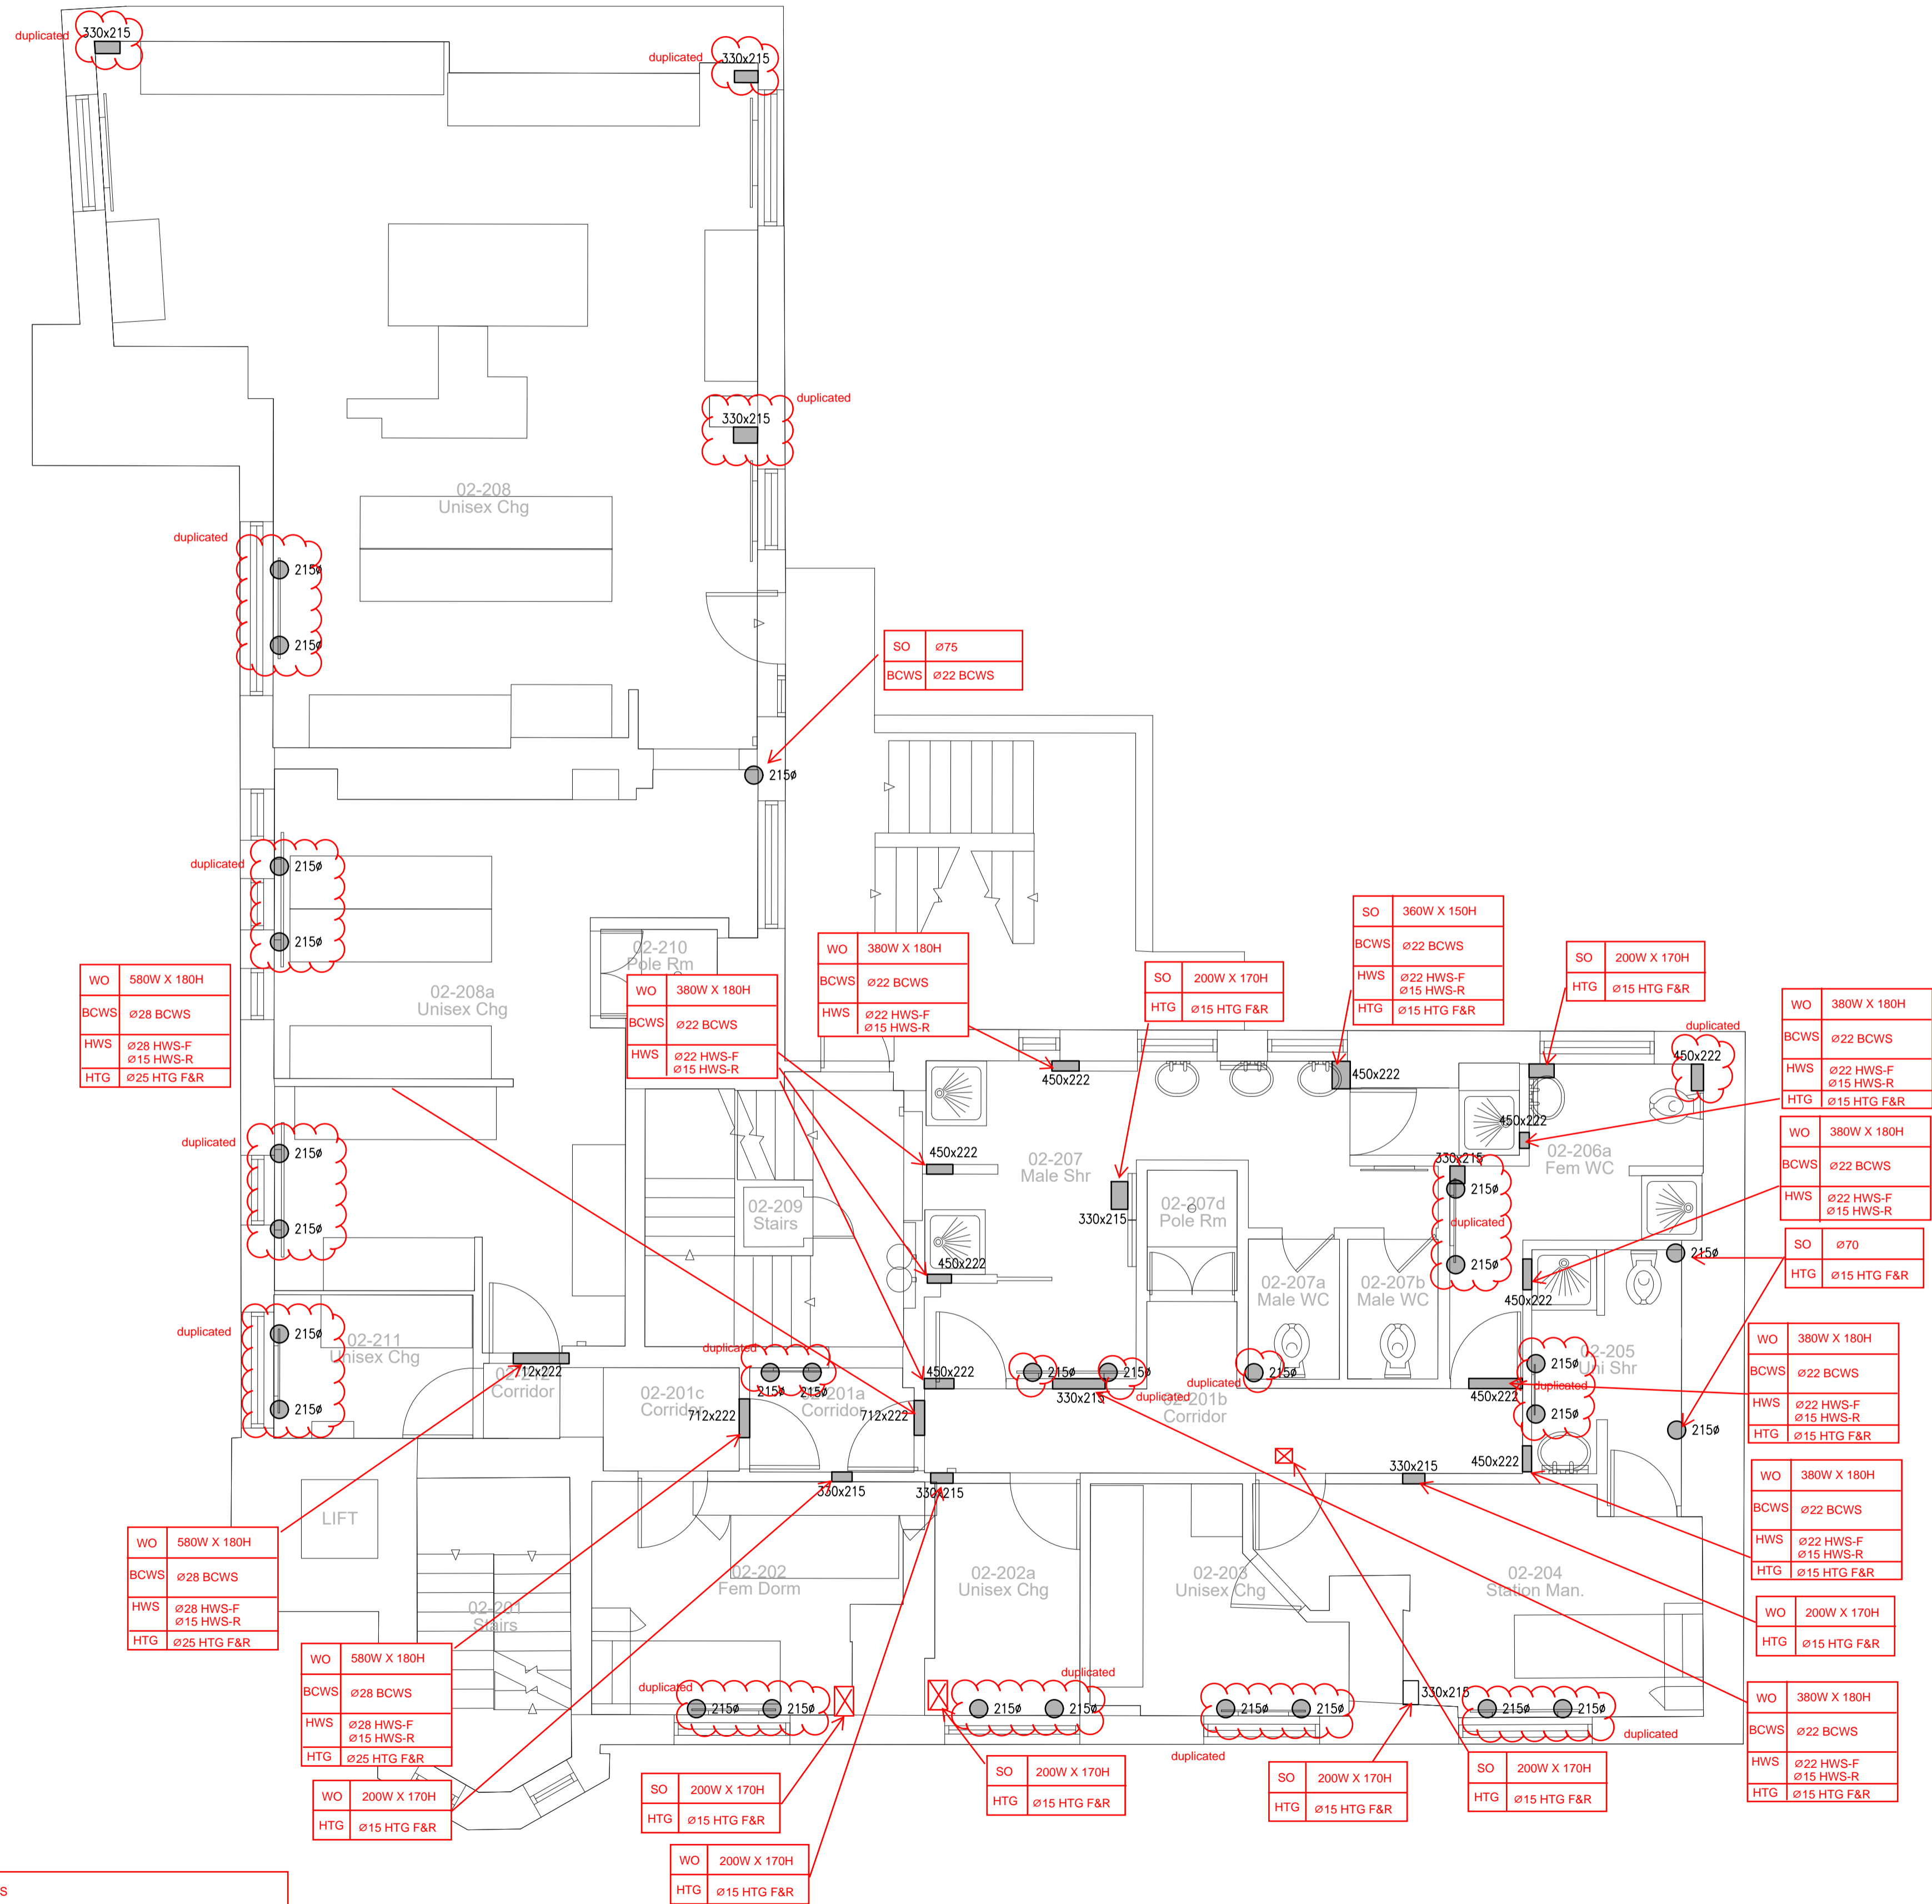 330x215
duplicated
330x215
duplicated
330x215
duplicated
02-208
Unisex Chg
duplicated
215ø
215ø
SO Ø75
BCWS Ø22 BCWS
215ø
duplicated
215ø
215ø
02-210
Pole Rm
02-208a
Unisex Chg
WO 580W X 180H
BCWS Ø28 BCWS
HWS Ø28 HWS-F
Ø15 HWS-R
HTG Ø25 HTG F&R
WO 380W X 180H
BCWS Ø22 BCWS
HWS Ø22 HWS-F
Ø15 HWS-R
WO 380W X 180H
BCWS Ø22 BCWS
HWS Ø22 HWS-F
Ø15 HWS-R
SO 200W X 170H
HTG Ø15 HTG F&R
SO 360W X 150H
BCWS Ø22 BCWS
HWS Ø22 HWS-F
Ø15 HWS-R
HTG Ø15 HTG F&R
SO 200W X 170H
HTG Ø15 HTG F&R
WO 380W X 180H
BCWS Ø22 BCWS
HWS Ø22 HWS-F
Ø15 HWS-R
HTG Ø15 HTG F&R
duplicated
450x222
450x222
450x222
450x222
02-206a
Fem WC
WO 380W X 180H
BCWS Ø22 BCWS
HWS Ø22 HWS-F
Ø15 HWS-R
duplicated
215ø
215ø
450x222
02-207
Male Shr
330x215
02-207d
Pole Rm
330x215
215ø
duplicated
215ø
02-209
Stairs
215ø
SO Ø70
HTG Ø15 HTG F&R
450x222
02-207a
Male WC
02-207b
Male WC
450x222
duplicated
215ø
215ø
02-211
Unisex Chg
712x222
02-212
Corridor
duplicated
215ø
215ø
02-201c
Corridor
02-201a
Corridor
712x222
712x222
450x222
215ø
215ø
330x215
duplicated
215ø
duplicated
02-201b
Corridor
450x222
215ø
02-205
Uni Shr
duplicated
215ø
215ø
WO 380W X 180H
BCWS Ø22 BCWS
HWS Ø22 HWS-F
Ø15 HWS-R
HTG Ø15 HTG F&R
450x222
330x215
330x215
330x215
WO 380W X 180H
BCWS Ø22 BCWS
HWS Ø22 HWS-F
Ø15 HWS-R
HTG Ø15 HTG F&R
LIFT
WO 580W X 180H
BCWS Ø28 BCWS
HWS Ø28 HWS-F
Ø15 HWS-R
HTG Ø25 HTG F&R
02-201
Stairs
02-202
Fem Dorm
02-202a
Unisex Chg
02-203
Unisex Chg
02-204
Station Man.
WO 200W X 170H
HTG Ø15 HTG F&R
WO 580W X 180H
BCWS Ø28 BCWS
HWS Ø28 HWS-F
Ø15 HWS-R
HTG Ø25 HTG F&R
duplicated
215ø
215ø
duplicated
215ø
215ø
215ø
215ø
duplicated
330x215
215ø
215ø
duplicated
WO 380W X 180H
BCWS Ø22 BCWS
HWS Ø22 HWS-F
Ø15 HWS-R
HTG Ø15 HTG F&R
WO 200W X 170H
HTG Ø15 HTG F&R
SO 200W X 170H
HTG Ø15 HTG F&R
SO 200W X 170H
HTG Ø15 HTG F&R
SO 200W X 170H
HTG Ø15 HTG F&R
SO 200W X 170H
HTG Ø15 HTG F&R
WO 200W X 170H
HTG Ø15 HTG F&R
S